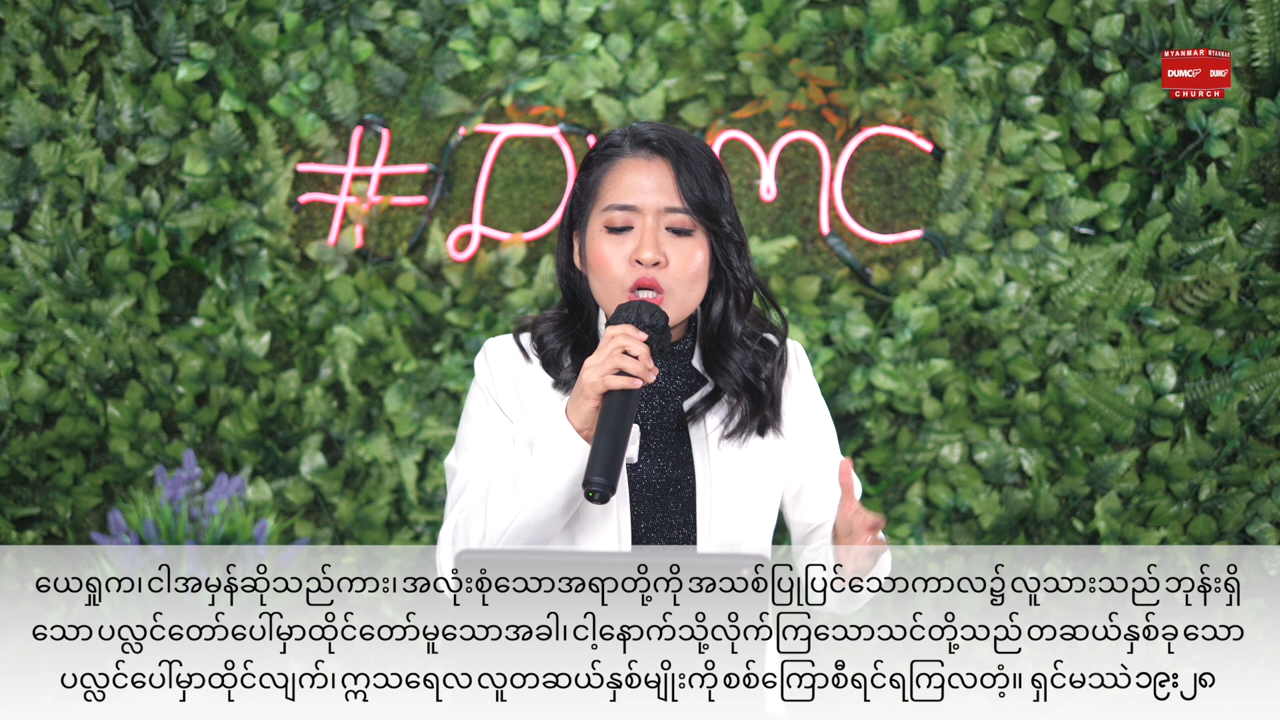 MYANMAR MYANMAR
DUMC DUMC
CHURCH
#DUMC
ယေရှုက၊ ငါအမှန်ဆိုသည်ကား၊ အလုံးစုံသောအရာတို့ကို အသစ်ပြုပြင်သောကာလ၌ လူသားသည် ဘုန်းရှိ
သော ပလ္လင်တော်ပေါ်မှာထိုင်တော်မူသောအခါ၊ ငါ့နောက်သို့လိုက်ကြသောသင်တို့သည် တဆယ်နှစ်ခု သော
ပလ္လင်ပေါ်မှာထိုင်လျက်၊ ဣသရေလ လူတဆယ်နှစ်မျိုးကို စစ်ကြောစီရင်ရကြလတံ့။ ရှင်မဿဲ ၁၉း၂၈